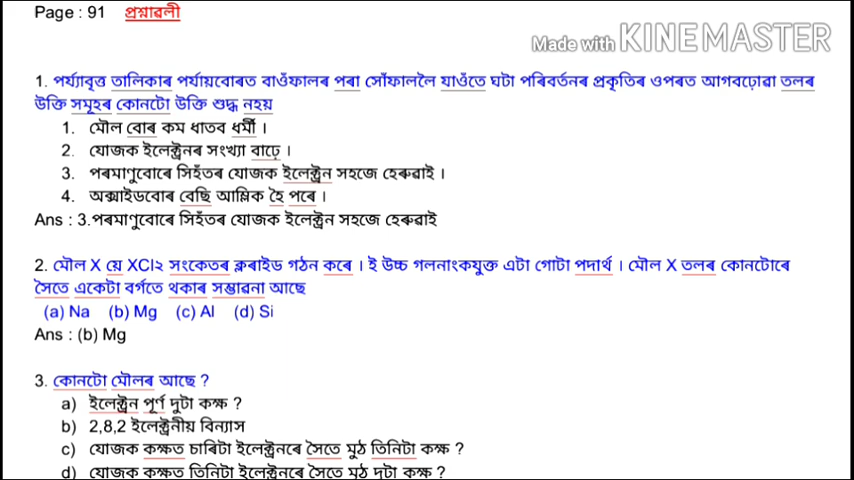 Page : 91 প্ৰশ্নাৱলী
Made with KINEMASTER
1. পৰ্য্যাবৃত্ত তালিকাৰ পৰ্যায়বোৰত বাওঁফালৰ পৰা সোঁফাললৈ যাওঁতে ঘটা পৰিবৰ্তনৰ প্ৰকৃতিৰ ওপৰত আগবঢ়োৱা তলৰ
উক্তি সমূহৰ কোনটো উক্তি শুদ্ধ নহয়
1. মৌল বোৰ কম ধাতব ধৰ্মী ।
2. যোজক ইলেক্ট্ৰনৰ সংখ্যা বাঢ়ে ।
3. পৰমাণুবোৰে সিহঁতৰ যোজক ইলেক্ট্ৰন সহজে হেৰুৱাই ।
4. অক্সাইডবোৰ বেছি আম্লিক হৈ পৰে ।
Ans : 3.পৰমাণুবোৰে সিহঁতৰ যোজক ইলেক্ট্ৰন সহজে হেৰুৱাই
2. মৌল X য়ে XCl২ সংকেতৰ ক্লৰাইড গঠন কৰে । ই উচ্চ গলনাংকযুক্ত এটা গোটা পদাৰ্থ । মৌল X তলৰ কোনটোৰে
সৈতে একেটা বৰ্গতে থকাৰ সম্ভাৱনা আছে
(a) Na (b) Mg (c) Al (d) Si
Ans : (b) Mg
3. কোনটো মৌলৰ আছে ?
a) ইলেক্ট্ৰন পূৰ্ণ দুটা কক্ষ ?
b) 2,8,2 ইলেক্ট্ৰনীয় বিন্যাস
c) যোজক কক্ষত চাৰিটা ইলেক্ট্ৰনৰে সৈতে মুঠ তিনিটা কক্ষ ?
d) যোজক কক্ষত তিনিটা ইলেক্ট্ৰনৰে সৈতে মুঠ দুটা কক্ষ ?